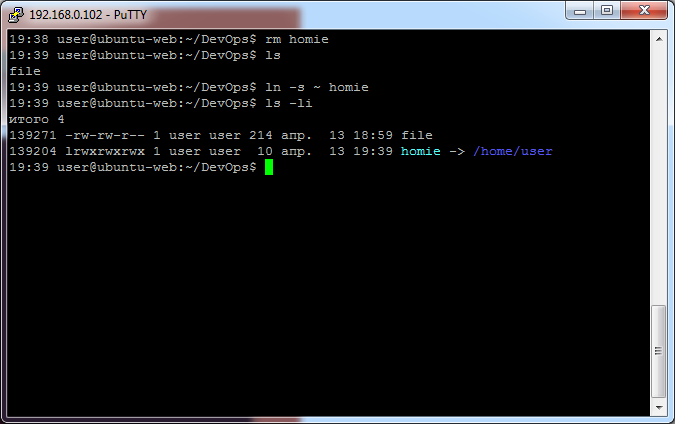 192.168.0.102 - PuTTY
19:38 user@ubuntu-web:~/DevOps$ rm homie
19:39 user@ubuntu-web:~/DevOps$ ls
file
19:39 user@ubuntu-web:~/DevOps$ ln -s ~ homie
19:39 user@ubuntu-web:~/DevOps$ ls -li
итого 4
139271 -rw-rw-r-- 1 user user 214 апр.  13 18:59 file
139204 lrwxrwxrwx 1 user user  10 апр.  13 19:39 homie -> /home/user
19:39 user@ubuntu-web:~/DevOps$